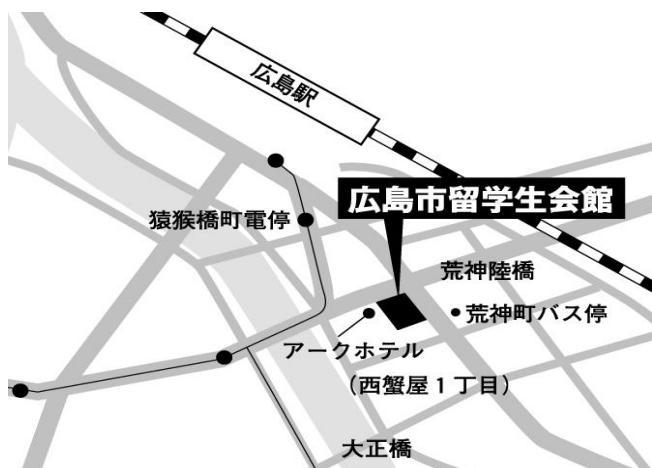 広島駅
広島市留学生会館
猿猴橋町電停
荒神陸橋
荒神町バス停
アークホテル
（西蟹屋１丁目）
大正橋